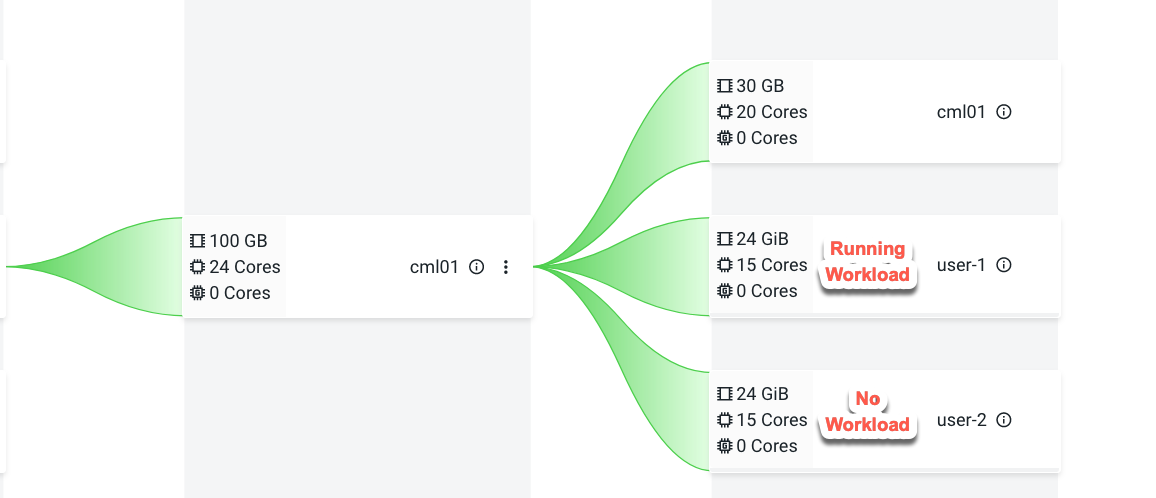 100 GB
24 Cores
0 Cores
cml01
30 GB
20 Cores
0 Cores
cml01
24 GiB
15 Cores
0 Cores
Running
Workload
user-1
24 GiB
15 Cores
0 Cores
No
Workload
user-2